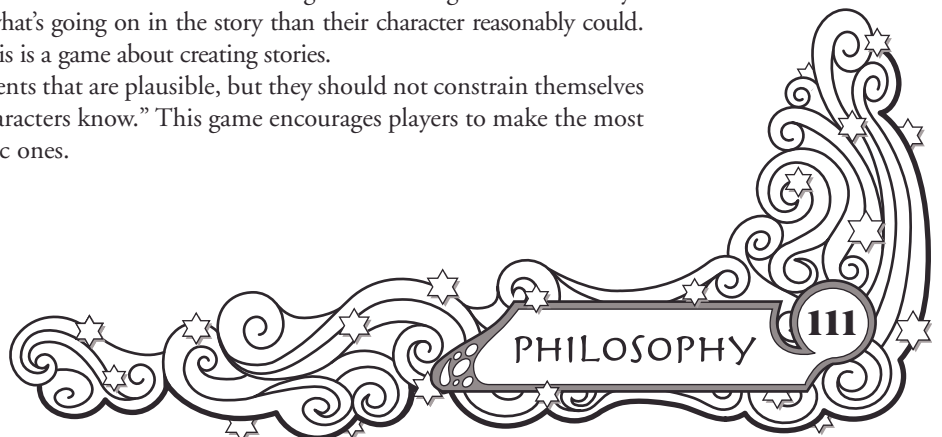 what's going on in the story than their character reasonably could.
is is a game about creating stories.
ents that are plausible, but they should not constrain themselves
aracters know.” This game encourages players to make the most
c ones.
PHILOSOPHY
111